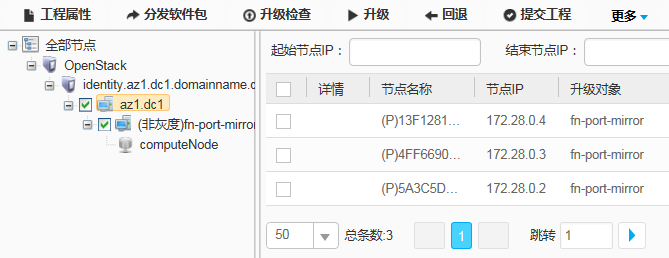 工程属性 分发软件包 升级检查 升级 回退 提交工程 更多
全部节点
OpenStack
identity.az1.dc1.domainname.c
az1.dc1
(非灰度)fn-port-mirror
computeNode
起始节点IP： 结束节点IP：
详情 节点名称 节点IP 升级对象
(P)13F1281... 172.28.0.4 fn-port-mirror
(P)4FF6690... 172.28.0.3 fn-port-mirror
(P)5A3C5D... 172.28.0.2 fn-port-mirror
50 总条数:3 1 跳转 1